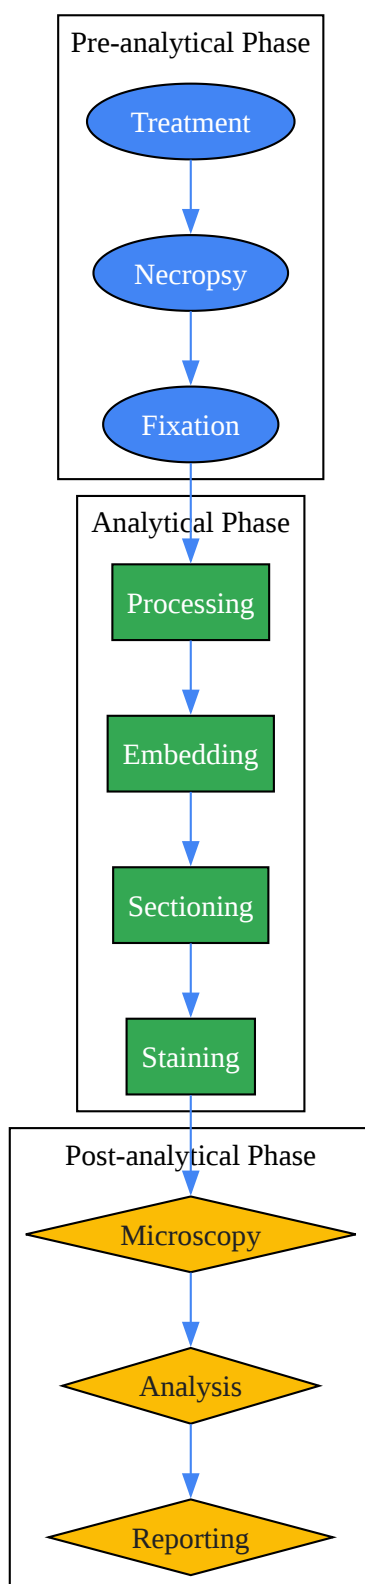 Pre-analytical Phase
Treatment
Necropsy
Fixation
Analytical Phase
Processing
Embedding
Sectioning
Staining
Post-analytical Phase
Microscopy
Analysis
Reporting